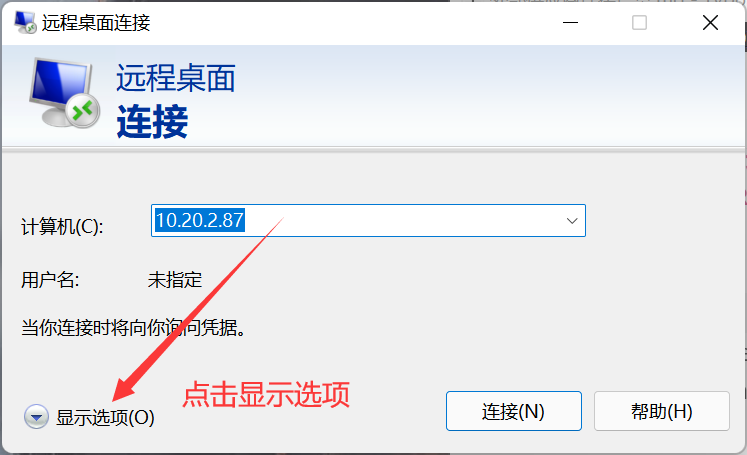 远程桌面连接
远程桌面
连接
计算机(C):
10.20.2.87
用户名:
未指定
当你连接时将向你询问凭据。
点击显示选项
显示选项(O)
连接(N)
帮助(H)